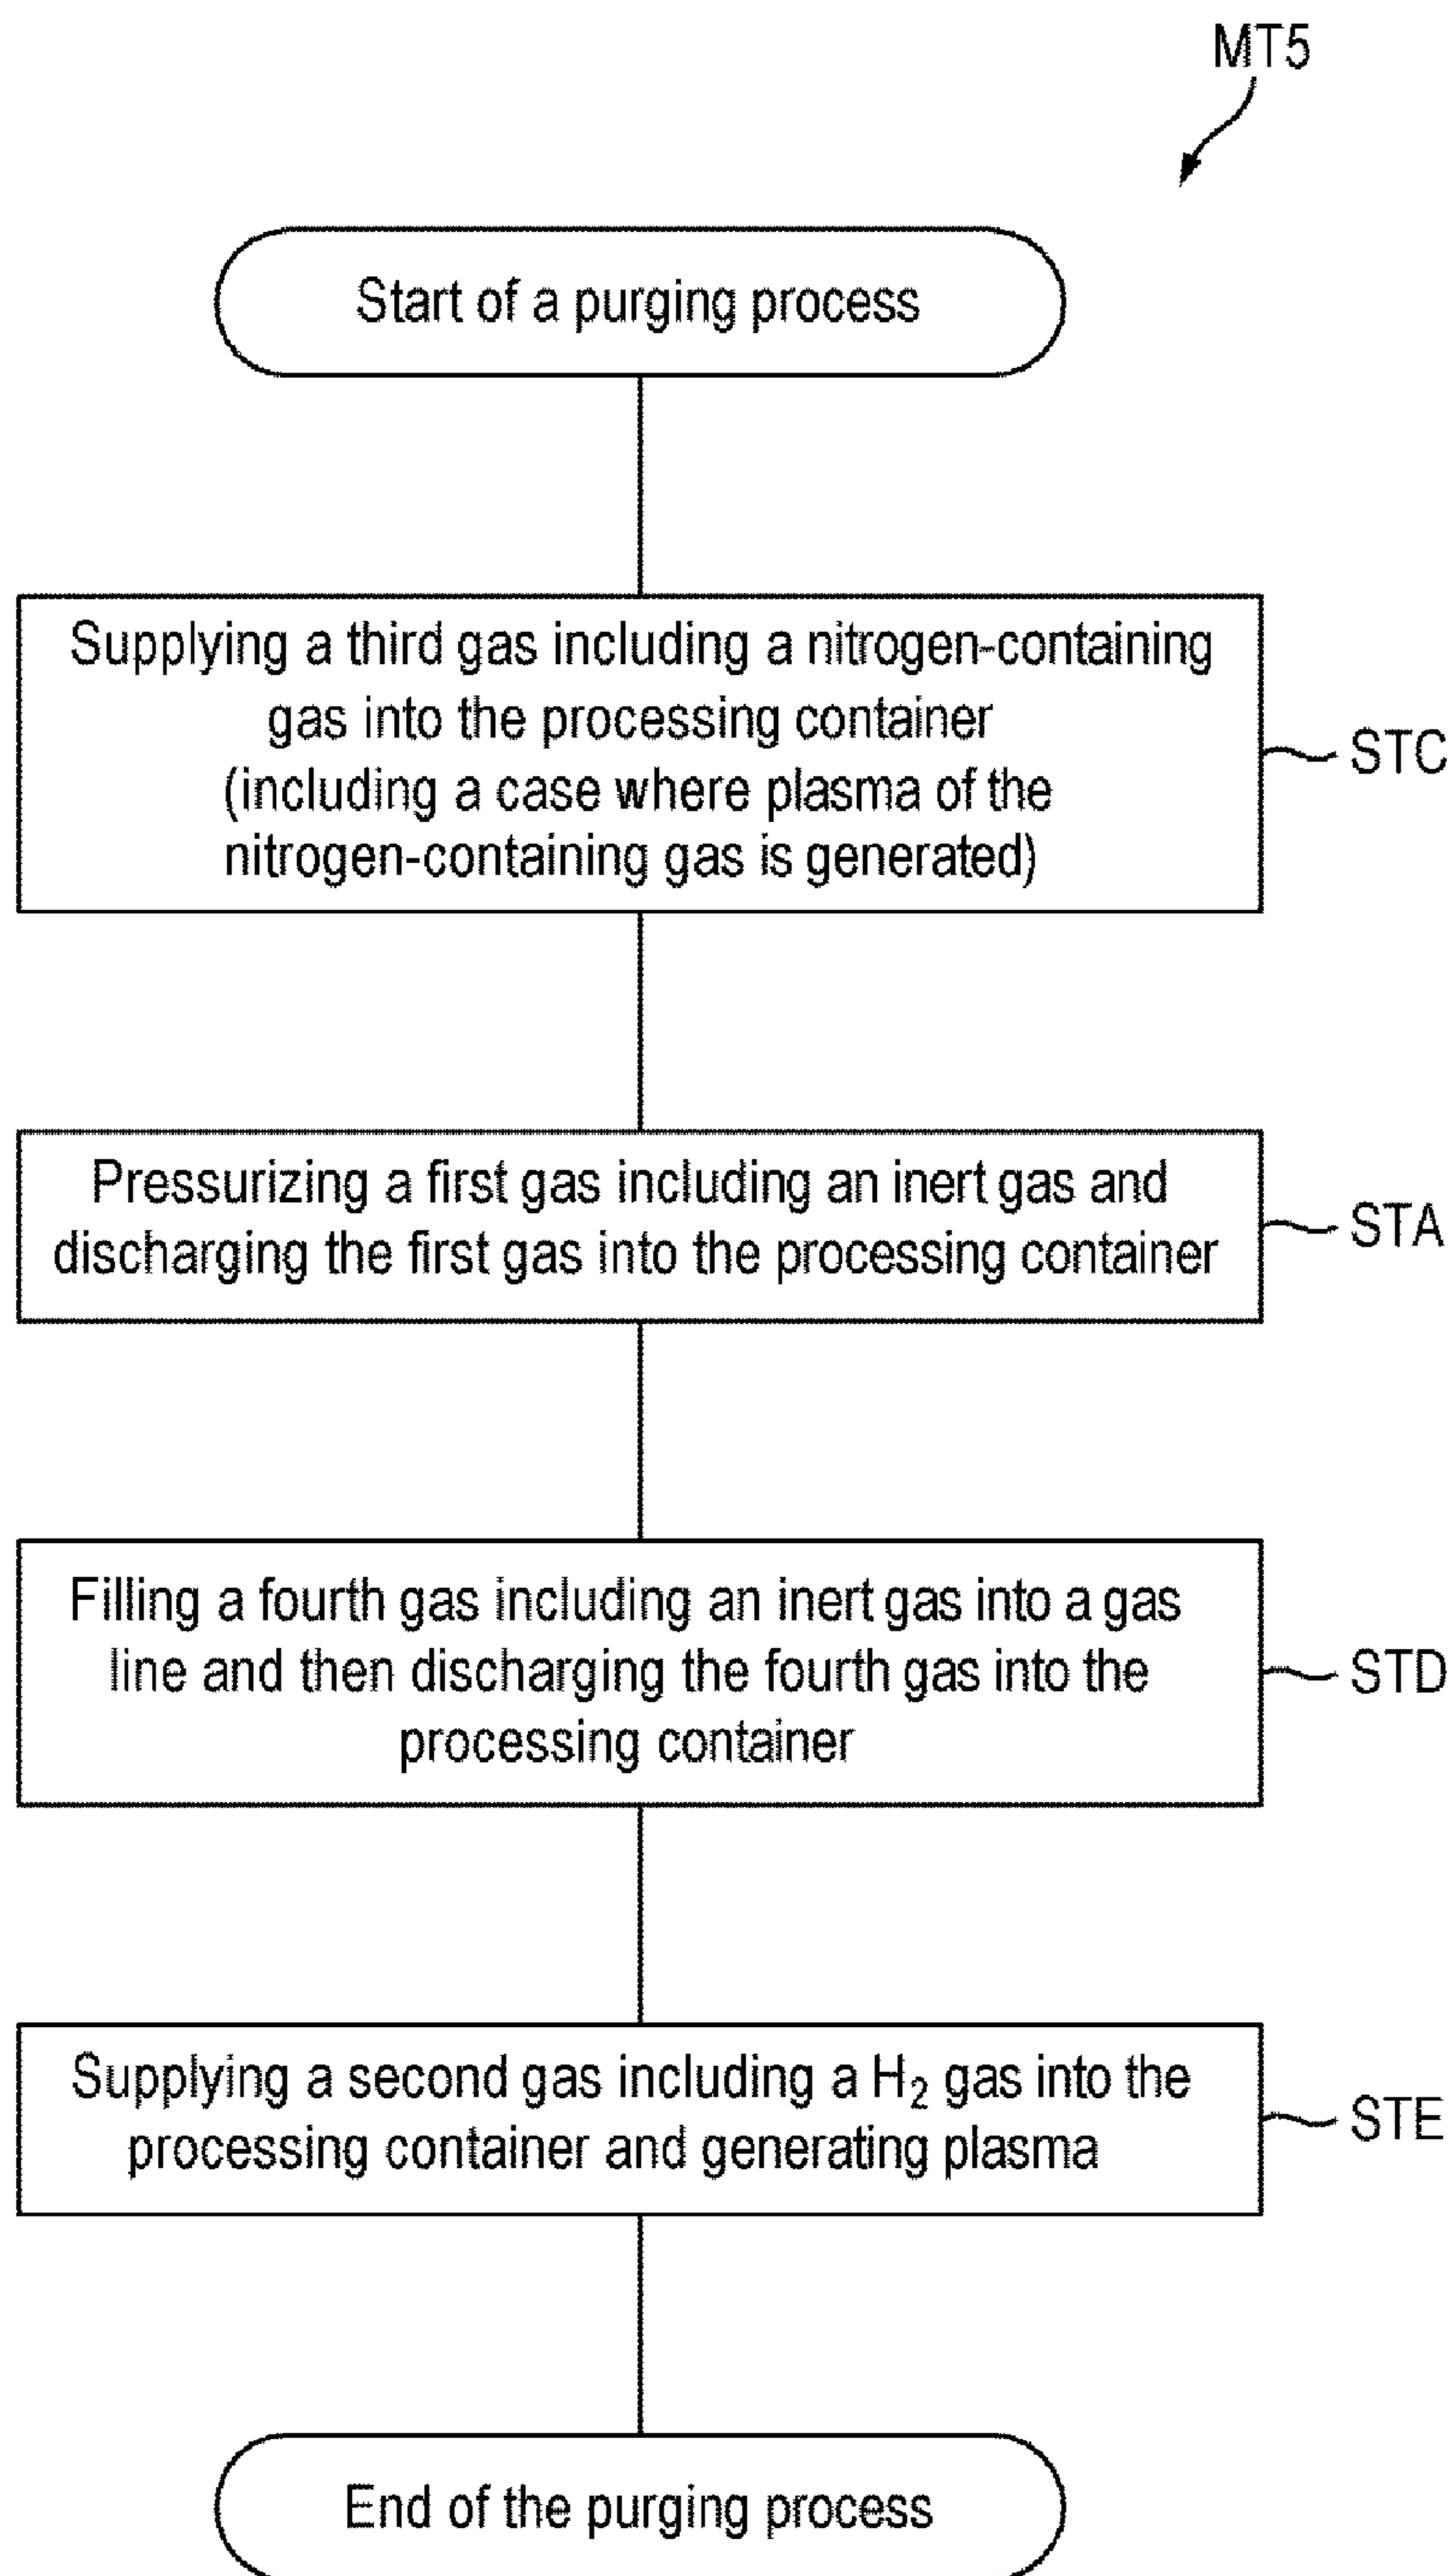 MT5
Start of a purging process
Supplying a third gas including a nitrogen-containing
gas into the processing container
(including a case where plasma of the
nitrogen-containing gas is generated)
STC
Pressurizing a first gas including an inert gas and
discharging the first gas into the processing container
STA
Filling a fourth gas including an inert gas into a gas
line and then discharging the fourth gas into the
processing container
STD
Supplying a second gas including a H₂ gas into the
processing container and generating plasma
STE
End of the purging process